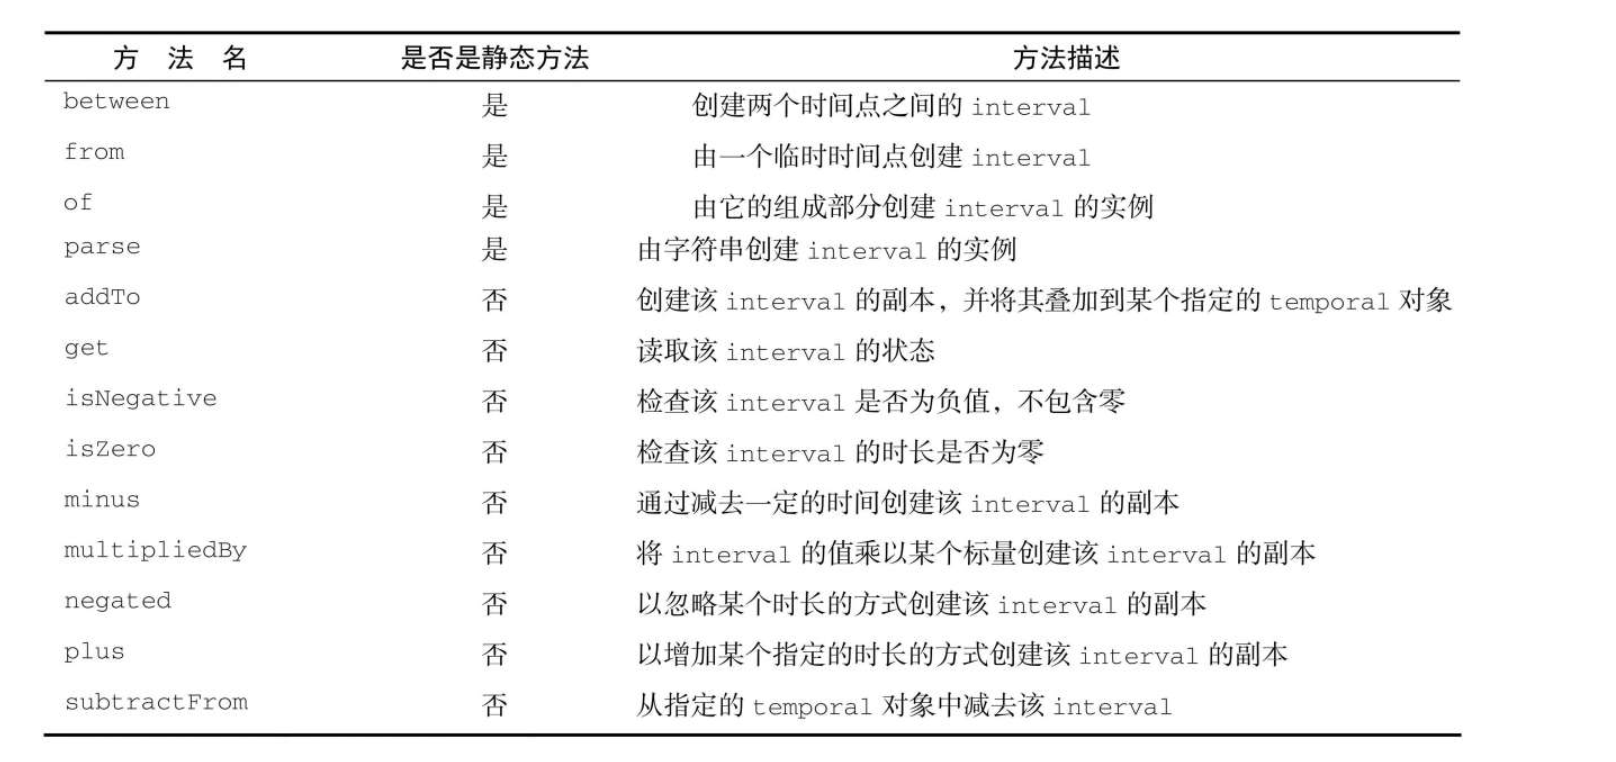 方 法 名 是否是静态方法 方法描述
between 是 创建两个时间点之间的 interval
from 是 由一个临时时间点创建 interval
of 是 由它的组成部分创建 interval 的实例
parse 是 由字符串创建 interval 的实例
addTo 否 创建该 interval 的副本，并将其叠加到某个指定的 temporal 对象
get 否 读取该 interval 的状态
isNegative 否 检查该 interval 是否为负值，不包含零
isZero 否 检查该 interval 的时长是否为零
minus 否 通过减去一定的时间创建该 interval 的副本
multipliedBy 否 将 interval 的值乘以某个标量创建该 interval 的副本
negated 否 以忽略某个时长的方式创建该 interval 的副本
plus 否 以增加某个指定的时长的方式创建该 interval 的副本
subtractFrom 否 从指定的 temporal 对象中减去该 interval